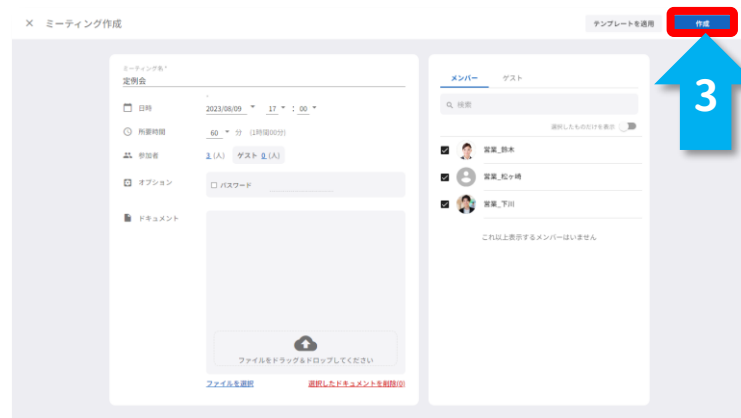 × ミーティング作成
テンプレートを適用
作成
3
ミーティング名*
定例会
日時
2023/08/09 17 : 00
所要時間
60 分 (1時間00分)
参加者
3 (人) ゲスト 0 (人)
オプション
パスワード
ドキュメント
ファイルをドラッグ&ドロップしてください
ファイルを選択
選択したドキュメントを削除(0)
メンバー ゲスト
検索
選択したものだけを表示
営業_鈴木
営業_松ヶ崎
営業_下川
これ以上表示するメンバーはいません